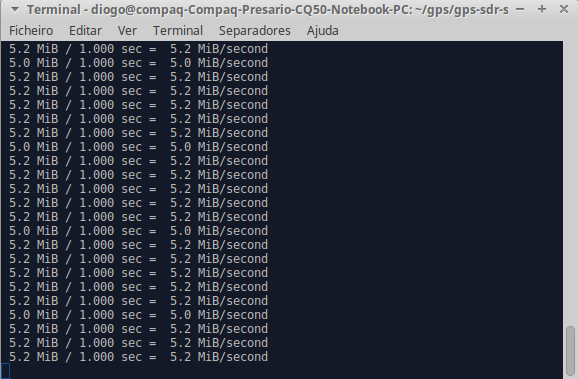 Terminal - diogo@compaq-Compaq-Presario-CQ50-Notebook-PC: ~/gps/gps-sdr-s
Ficheiro Editar Ver Terminal Separadores Ajuda
5.2 MiB / 1.000 sec =  5.2 MiB/second
5.0 MiB / 1.000 sec =  5.0 MiB/second
5.2 MiB / 1.000 sec =  5.2 MiB/second
5.2 MiB / 1.000 sec =  5.2 MiB/second
5.2 MiB / 1.000 sec =  5.2 MiB/second
5.2 MiB / 1.000 sec =  5.2 MiB/second
5.2 MiB / 1.000 sec =  5.2 MiB/second
5.0 MiB / 1.000 sec =  5.0 MiB/second
5.2 MiB / 1.000 sec =  5.2 MiB/second
5.2 MiB / 1.000 sec =  5.2 MiB/second
5.2 MiB / 1.000 sec =  5.2 MiB/second
5.2 MiB / 1.000 sec =  5.2 MiB/second
5.2 MiB / 1.000 sec =  5.2 MiB/second
5.0 MiB / 1.000 sec =  5.0 MiB/second
5.2 MiB / 1.000 sec =  5.2 MiB/second
5.2 MiB / 1.000 sec =  5.2 MiB/second
5.2 MiB / 1.000 sec =  5.2 MiB/second
5.2 MiB / 1.000 sec =  5.2 MiB/second
5.2 MiB / 1.000 sec =  5.2 MiB/second
5.0 MiB / 1.000 sec =  5.0 MiB/second
5.2 MiB / 1.000 sec =  5.2 MiB/second
5.2 MiB / 1.000 sec =  5.2 MiB/second
5.2 MiB / 1.000 sec =  5.2 MiB/second